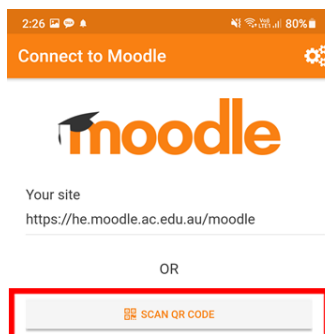 2:26 80%
Connect to Moodle
moodle
Your site
https://he.moodle.ac.edu.au/moodle
OR
SCAN QR CODE